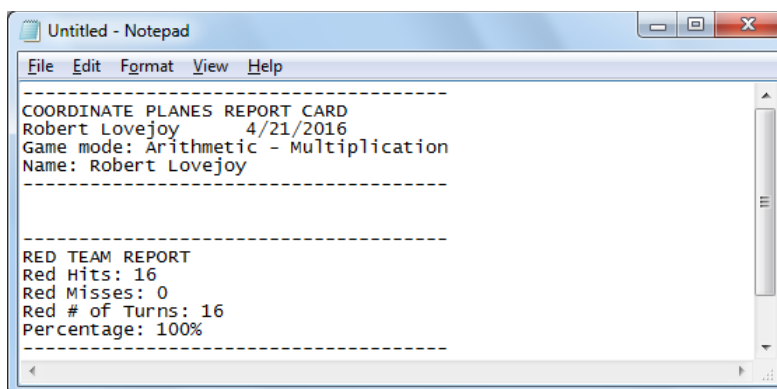 Untitled - Notepad
File Edit Format View Help
---------------------------------------
COORDINATE PLANES REPORT CARD
Robert Lovejoy      4/21/2016
Game mode: Arithmetic - Multiplication
Name: Robert Lovejoy
---------------------------------------
---------------------------------------
RED TEAM REPORT
Red Hits: 16
Red Misses: 0
Red # of Turns: 16
Percentage: 100%
---------------------------------------